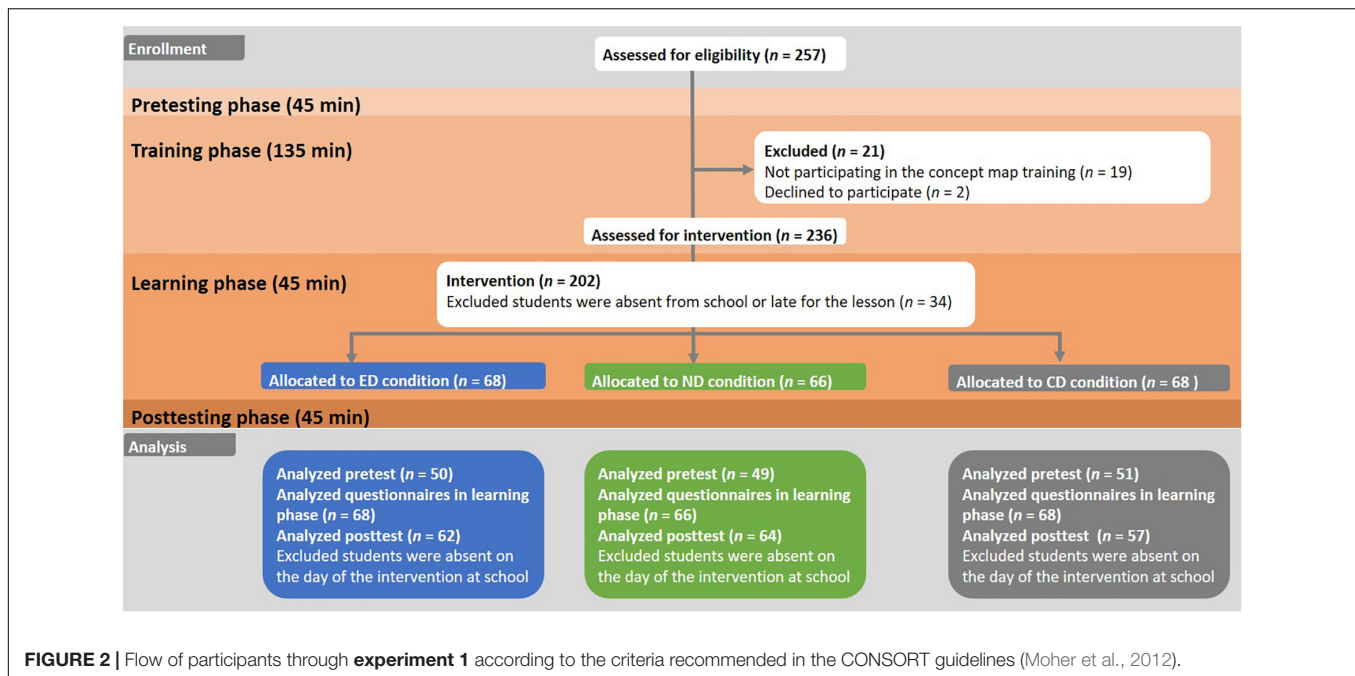 Enrollment
Assessed for eligibility (n = 257)
Pretesting phase (45 min)
Training phase (135 min)
Excluded (n = 21)
Not participating in the concept map training (n = 19)
Declined to participate (n = 2)
Assessed for intervention (n = 236)
Learning phase (45 min)
Intervention (n = 202)
Excluded students were absent from school or late for the lesson (n = 34)
Allocated to ED condition (n = 68)
Allocated to ND condition (n = 66)
Allocated to CD condition (n = 68 )
Posttesting phase (45 min)
Analysis
Analyzed pretest (n = 50)
Analyzed questionnaires in learning
phase (n = 68)
Analyzed posttest (n = 62)
Excluded students were absent on
the day of the intervention at school
Analyzed pretest (n = 49)
Analyzed questionnaires in learning
phase (n = 66)
Analyzed posttest (n = 64)
Excluded students were absent on
the day of the intervention at school
Analyzed pretest (n = 51)
Analyzed questionnaires in learning
phase (n = 68)
Analyzed posttest (n = 57)
Excluded students were absent on
the day of the intervention at school
FIGURE 2 | Flow of participants through experiment 1 according to the criteria recommended in the CONSORT guidelines (Moher et al., 2012).